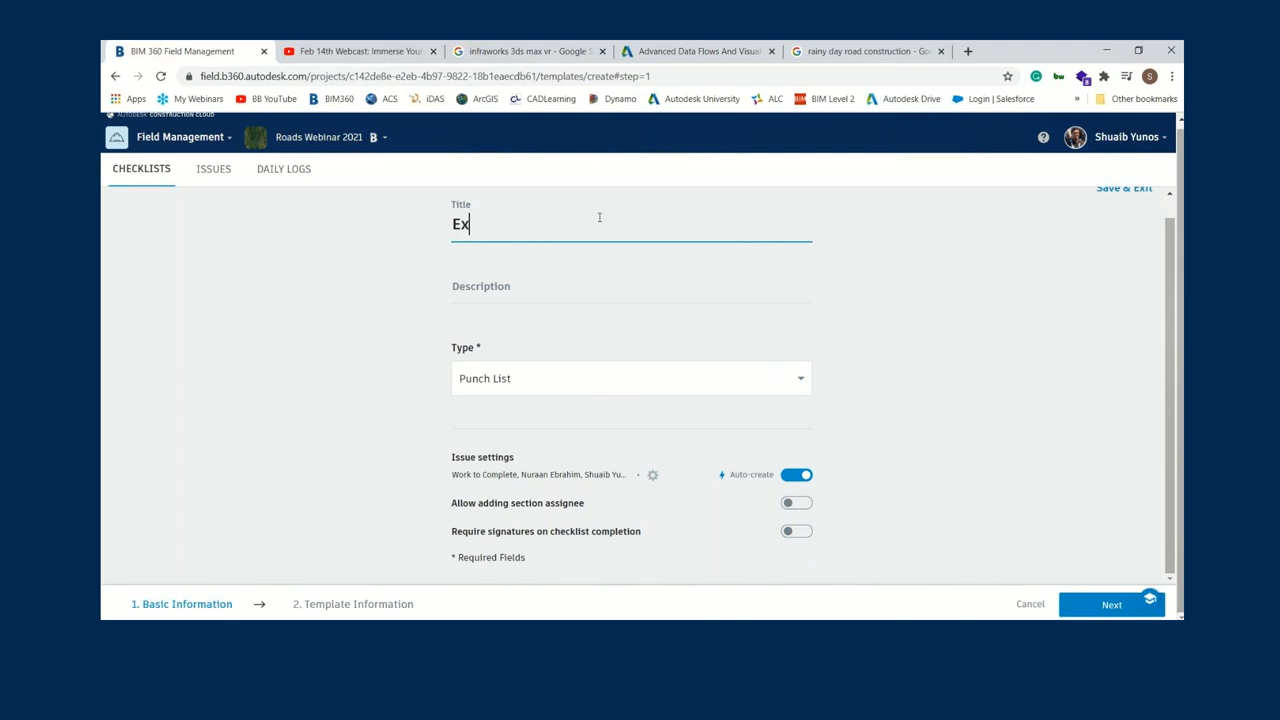 BIM 360 Field Management
Feb 14th Webcast: Immerse Your
infraworks 3ds max vr - Google S
Advanced Data Flows And Visual
rainy day road construction - Go
field.b360.autodesk.com/projects/c142de8e-e2eb-4b97-9822-18b1eaecdb61/templates/create#step=1
S
Apps
My Webinars
BB YouTube
BIM360
ACS
iDAS
ArcGIS
CADLearning
Dynamo
Autodesk University
ALC
BIM Level 2
Autodesk Drive
Login | Salesforce
»
Other bookmarks
AUTODESK CONSTRUCTION CLOUD
Field Management
Roads Webinar 2021
B
Shuaib Yunos
CHECKLISTS
ISSUES
DAILY LOGS
Save & Exit
Title
Ex
Description
Type *
Punch List
Issue settings
Work to Complete, Nuraan Ebrahim, Shuaib Yu...
Auto-create
Allow adding section assignee
Require signatures on checklist completion
* Required Fields
1. Basic Information
2. Template Information
Cancel
Next